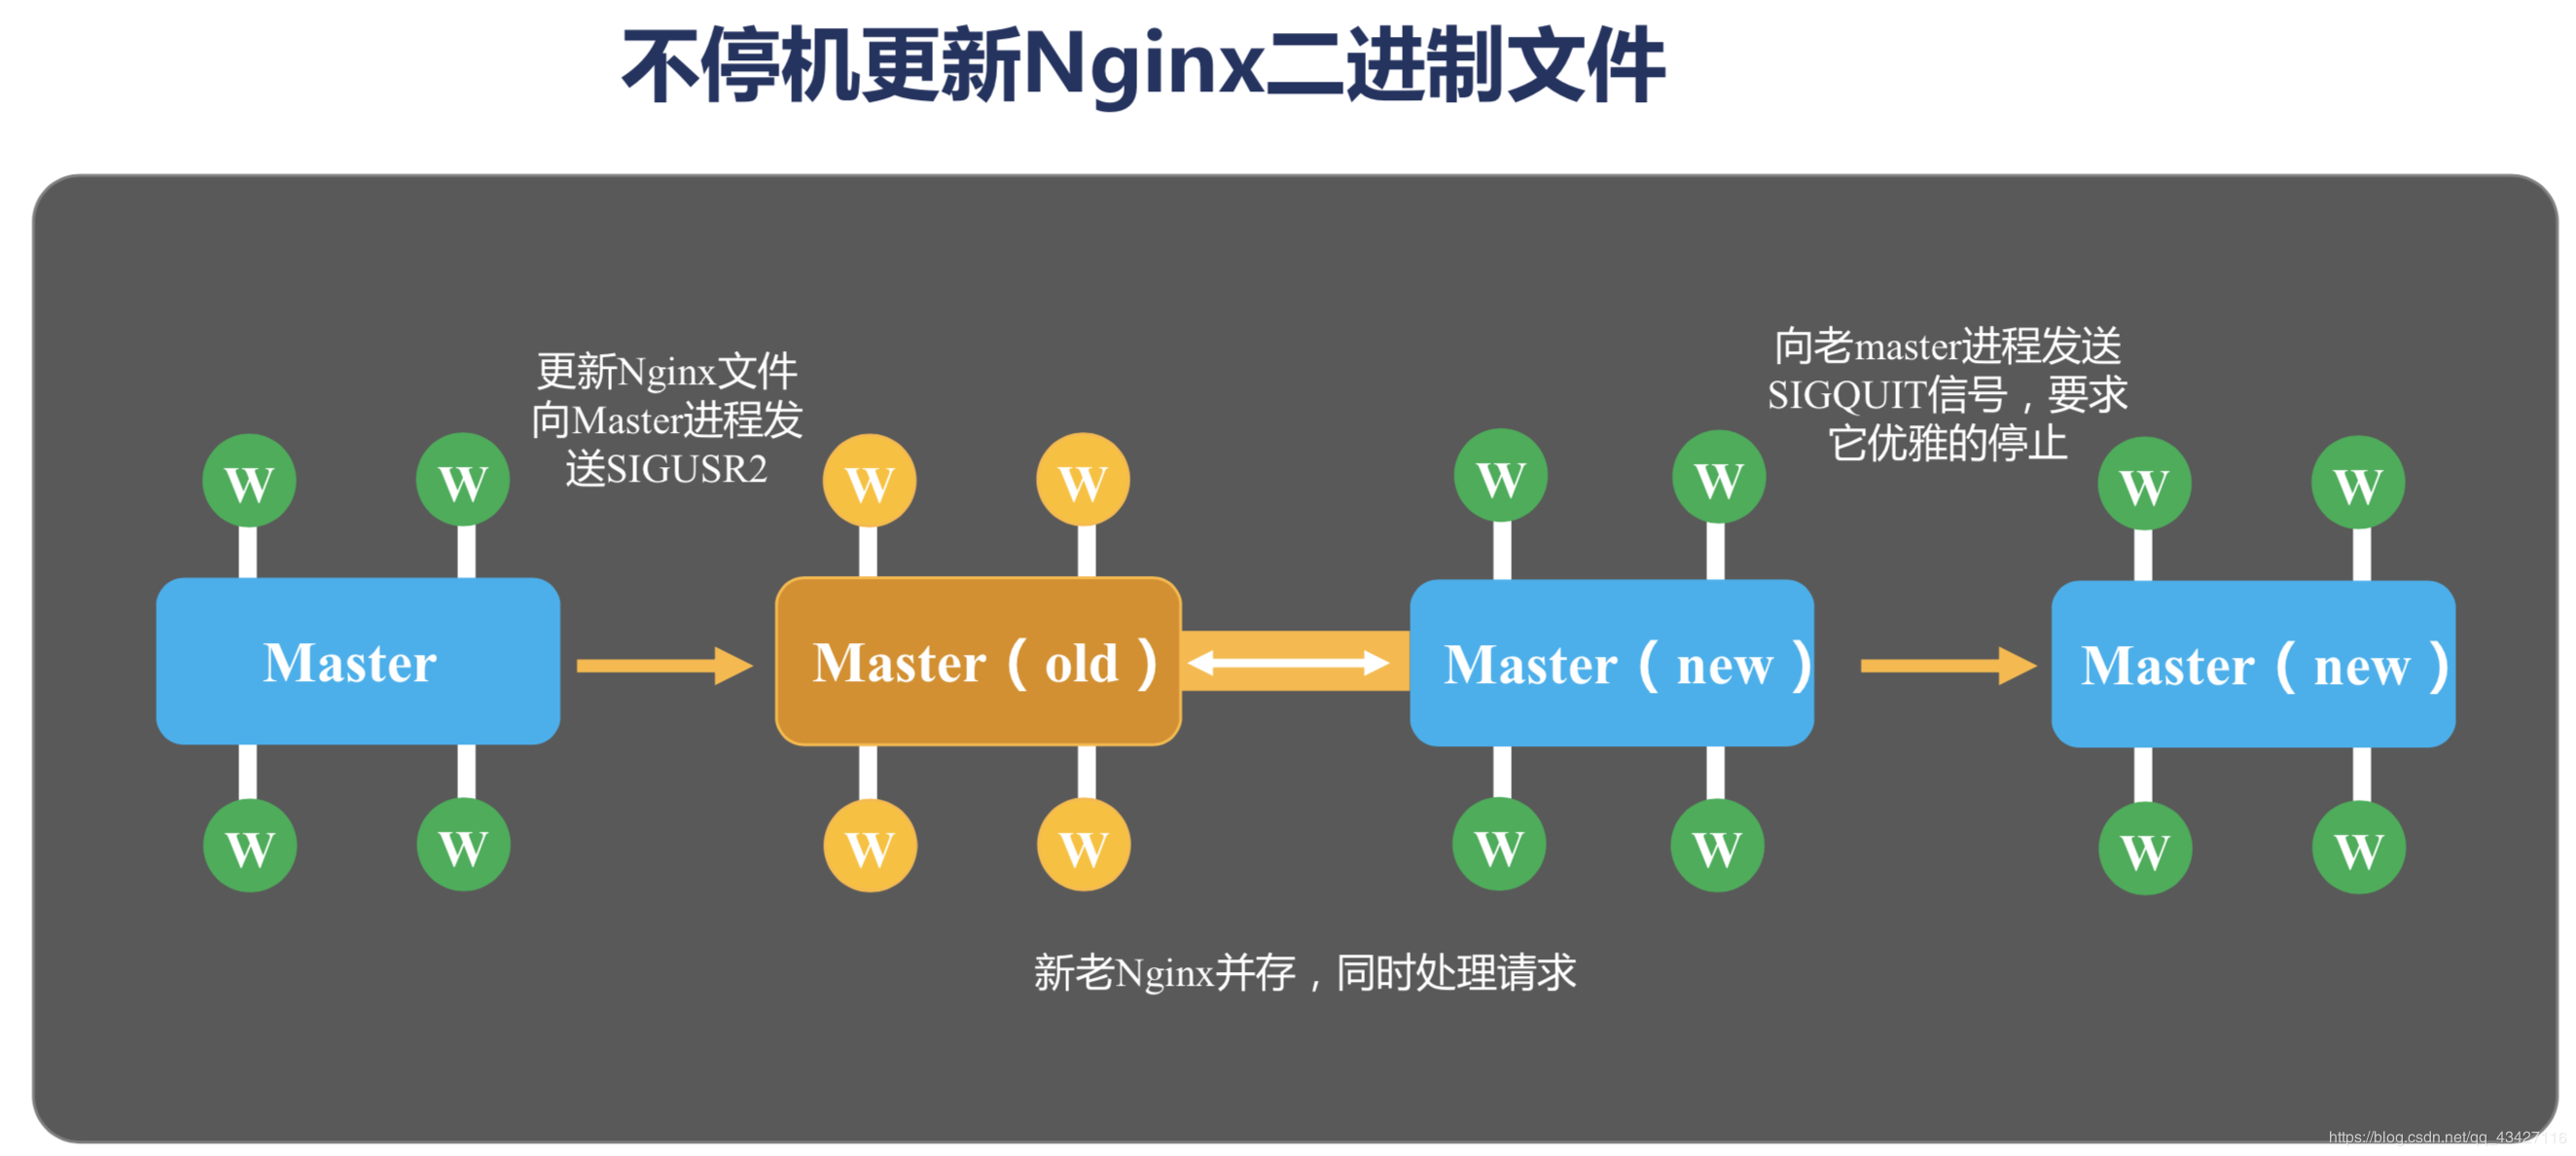 不停机更新Nginx二进制文件
更新Nginx文件
向Master进程发
送SIGUSR2
向老master进程发送
SIGQUIT信号，要求
它优雅的停止
W
W
W
W
W
W
W
W
Master
Master（old）
Master（new）
Master（new）
W
W
W
W
W
W
W
W
新老Nginx并存，同时处理请求
https://blog.csdn.net/qq_43427116